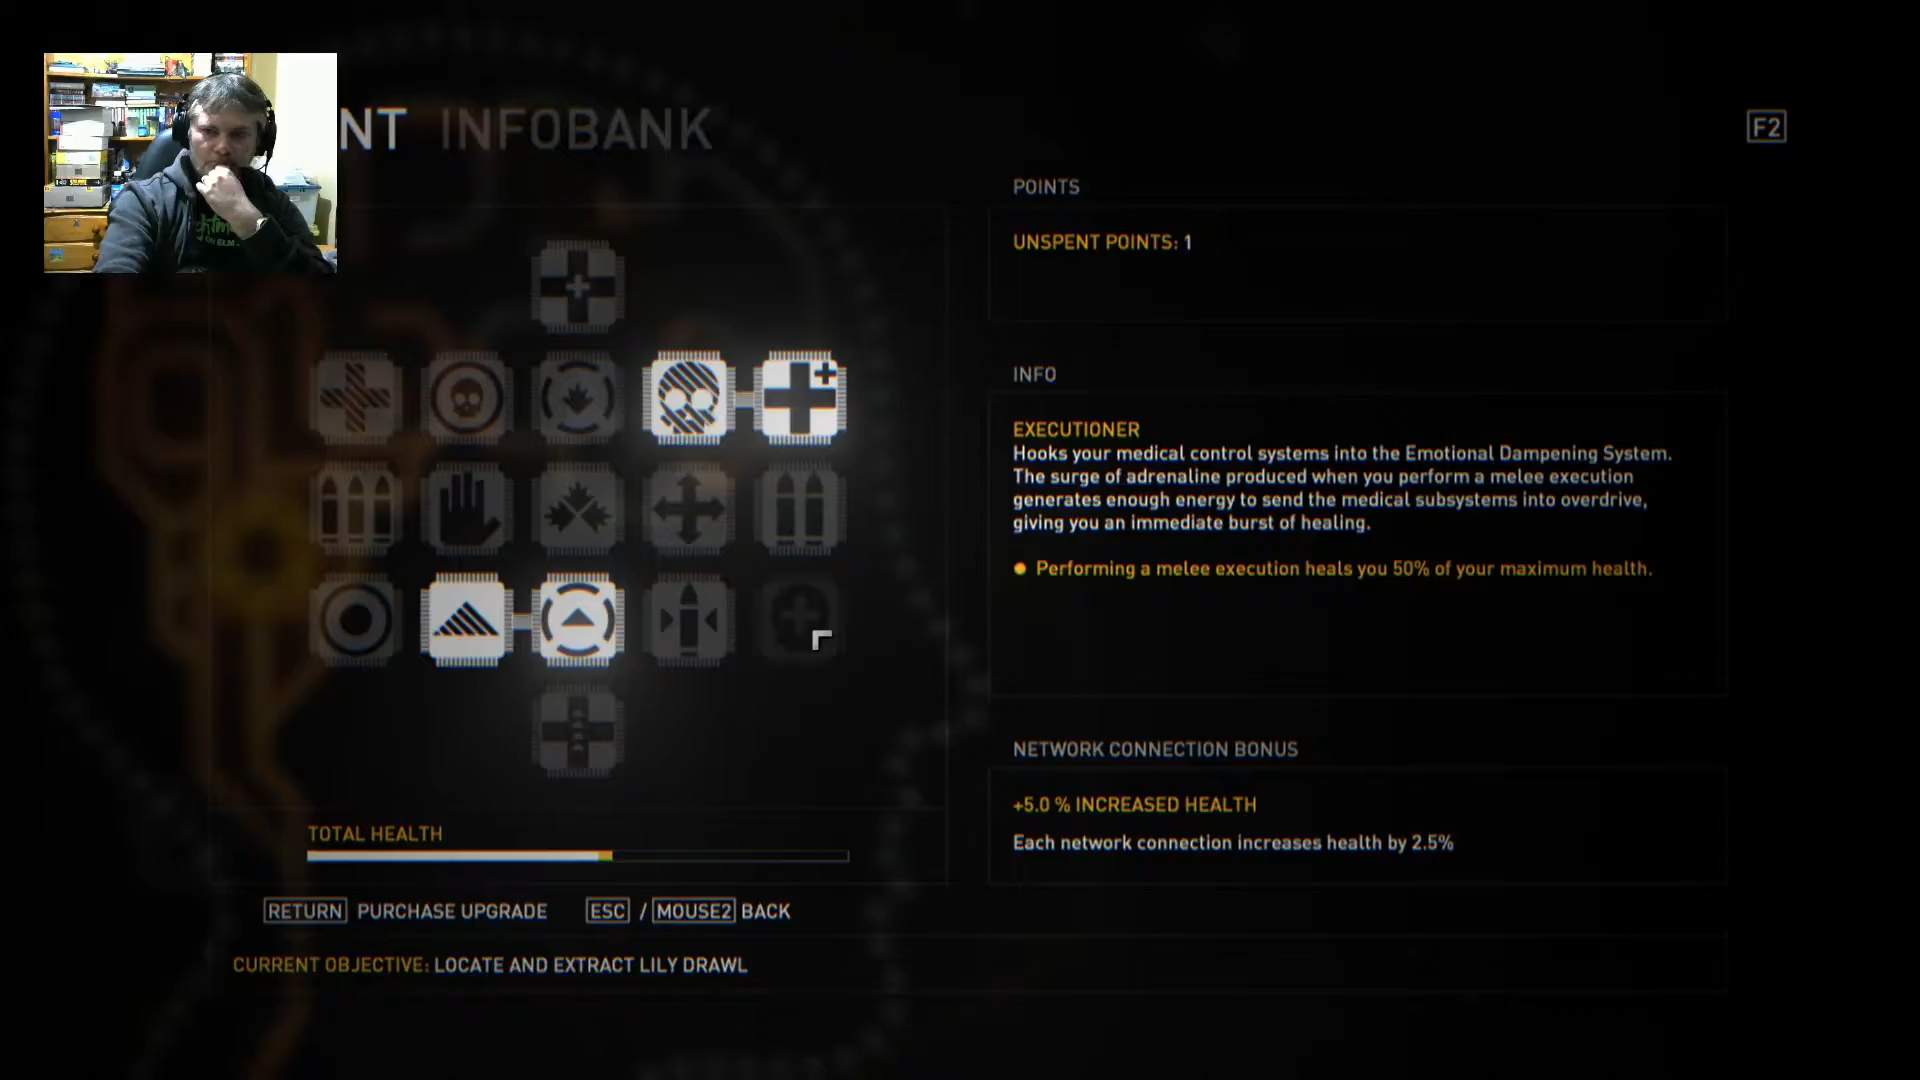 NT INFOBANK
F2
POINTS
UNSPENT POINTS: 1
INFO
EXECUTIONER
Hooks your medical control systems into the Emotional Dampening System.
The surge of adrenaline produced when you perform a melee execution
generates enough energy to send the medical subsystems into overdrive,
giving you an immediate burst of healing.
Performing a melee execution heals you 50% of your maximum health.
NETWORK CONNECTION BONUS
+5.0 % INCREASED HEALTH
Each network connection increases health by 2.5%
TOTAL HEALTH
RETURN PURCHASE UPGRADE ESC / MOUSE2 BACK
CURRENT OBJECTIVE: LOCATE AND EXTRACT LILY DRAWL